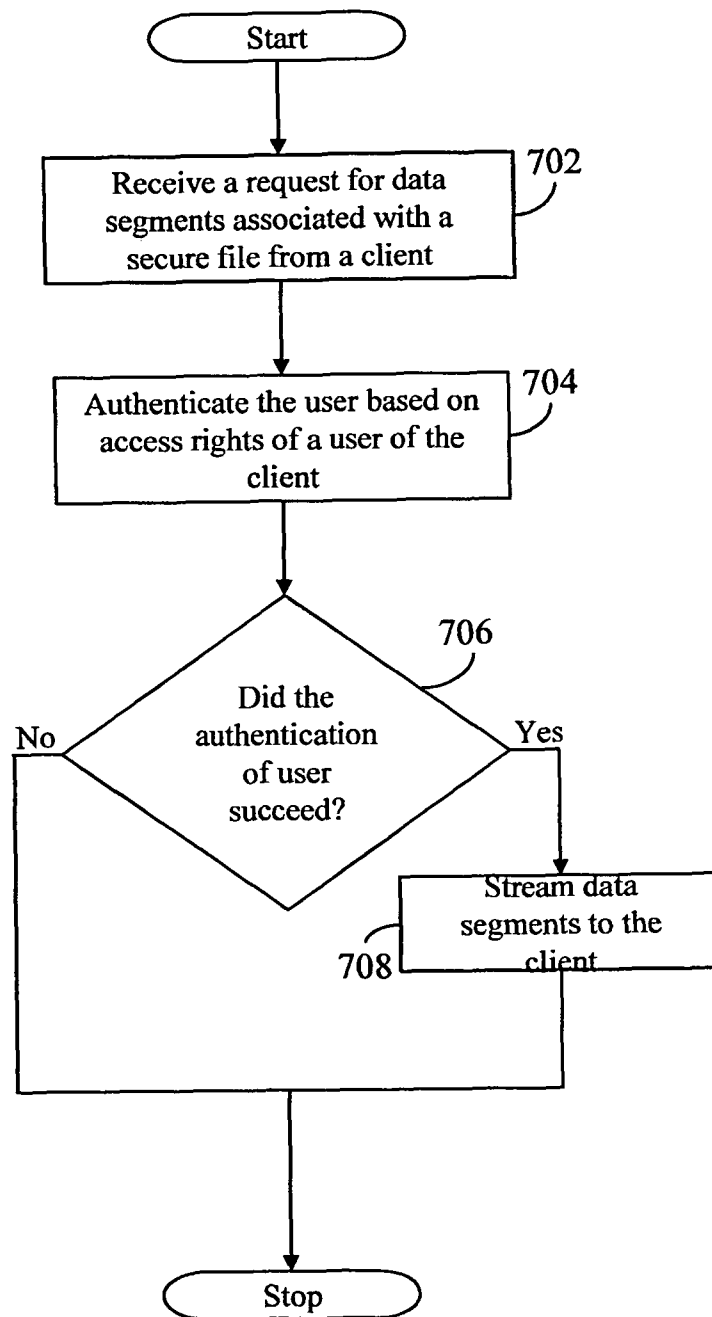 Start
702
Receive a request for data
segments associated with a
secure file from a client
704
Authenticate the user based on
access rights of a user of the
client
706
Did the
authentication
of user
succeed?
No
Yes
Stream data
segments to the
client
708
Stop